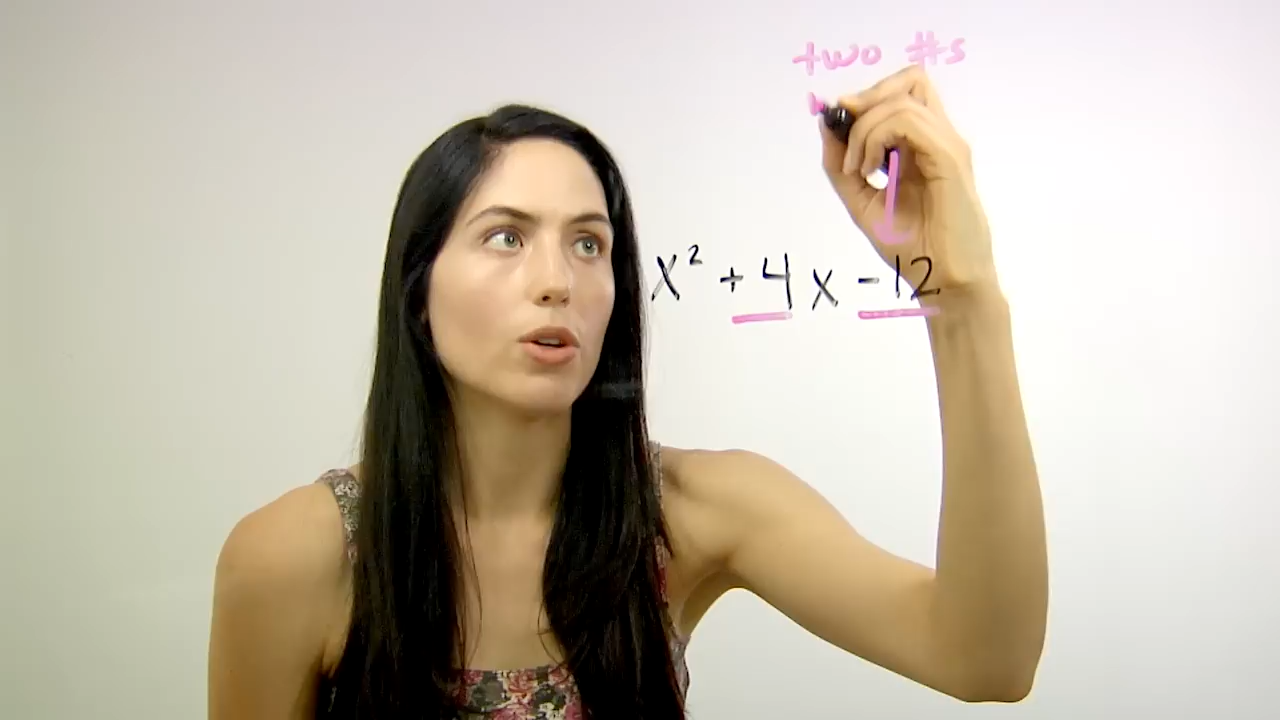 two #s
x² + 4x - 12